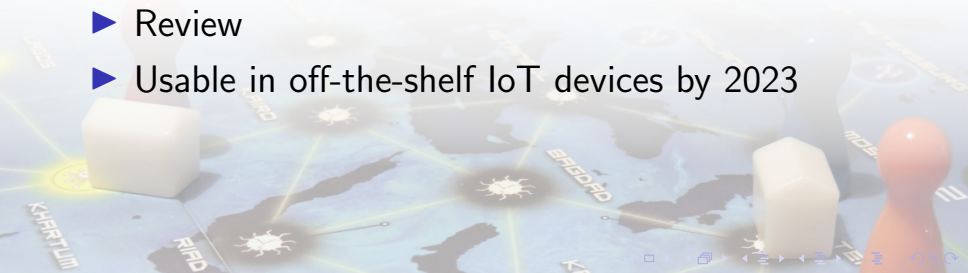 Review
Usable in off-the-shelf IoT devices by 2023
BAGDAD
KHARTUM
RIAD